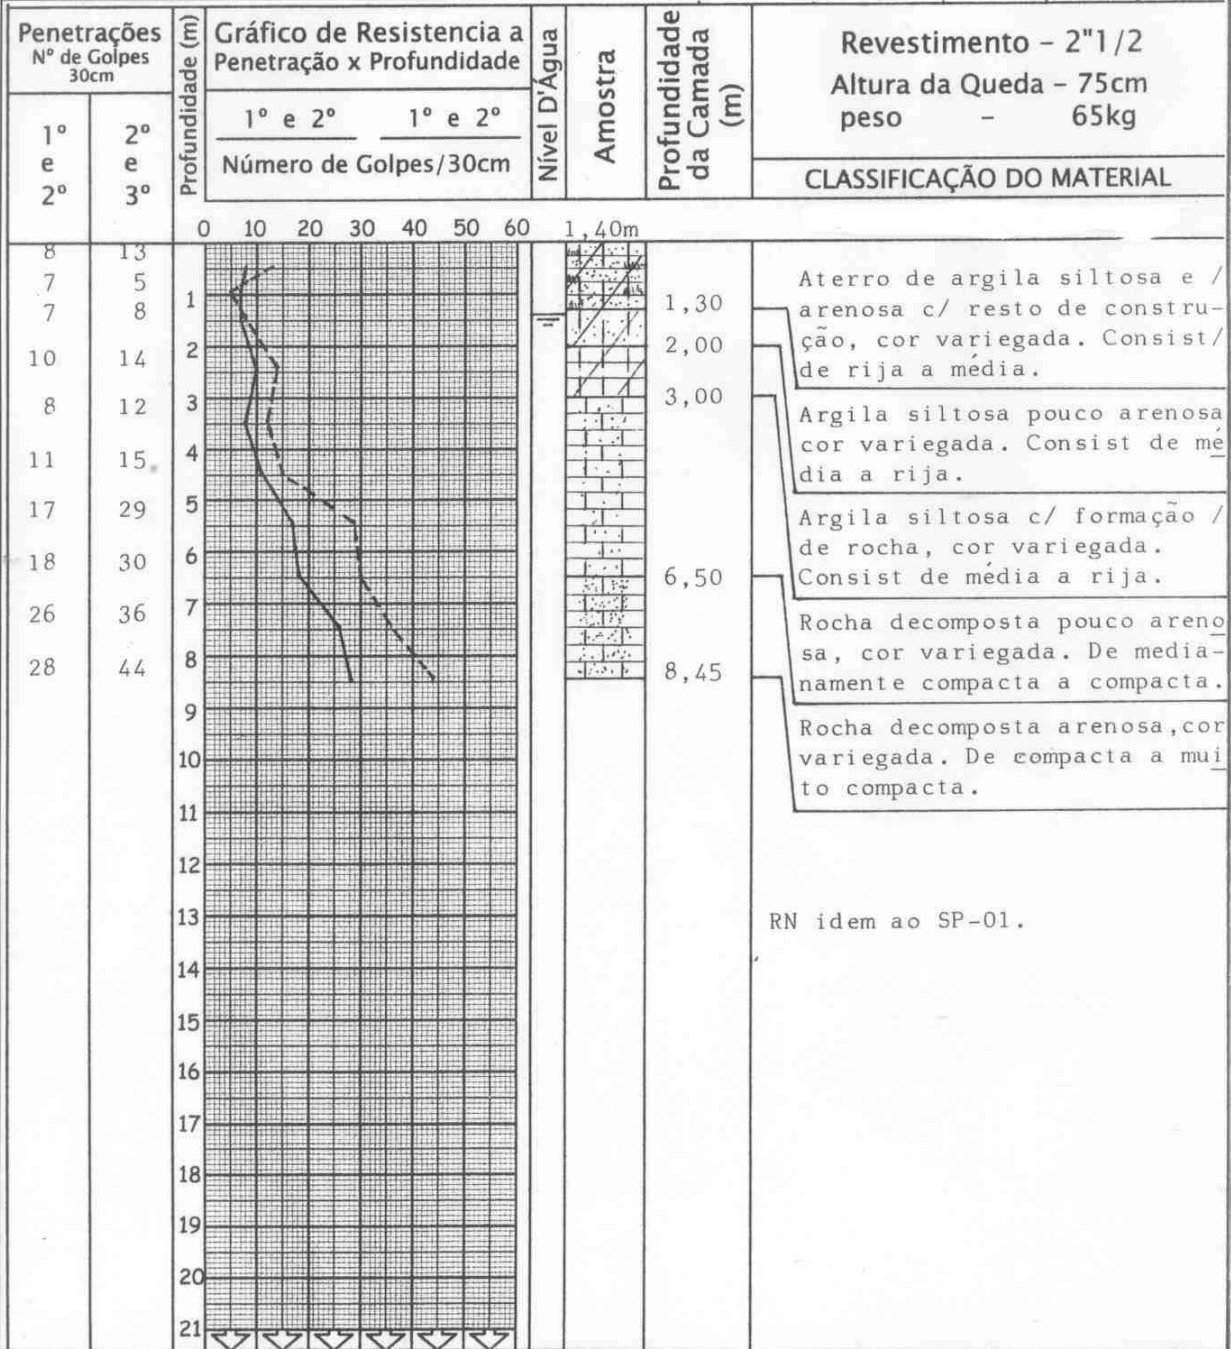 Penetrações
Nº de Golpes
30cm
1º
e
2º
2º
e
3º
Profundidade (m)
Gráfico de Resistencia a
Penetração x Profundidade
1º e 2º 1º e 2º
Número de Golpes/30cm
Nível D'Água
Amostra
Profundidade
da Camada
(m)
Revestimento - 2"1/2
Altura da Queda - 75cm
peso - 65kg
CLASSIFICAÇÃO DO MATERIAL
0 10 20 30 40 50 60
1,40m
8 13
7 5
7 8
10 14
8 12
11 15
17 29
18 30
26 36
28 44
1
2
3
4
5
6
7
8
9
10
11
12
13
14
15
16
17
18
19
20
21
1,30
2,00
3,00
6,50
8,45
Aterro de argila siltosa e /
arenosa c/ resto de constru-
ção, cor variegada. Consist/
de rija a média.
Argila siltosa pouco arenosa
cor variegada. Consist de mé
dia a rija.
Argila siltosa c/ formação /
de rocha, cor variegada.
Consist de média a rija.
Rocha decomposta pouco areno
sa, cor variegada. De media-
namente compacta a compacta.
Rocha decomposta arenosa,cor
variegada. De compacta a mui
to compacta.
RN idem ao SP-01.